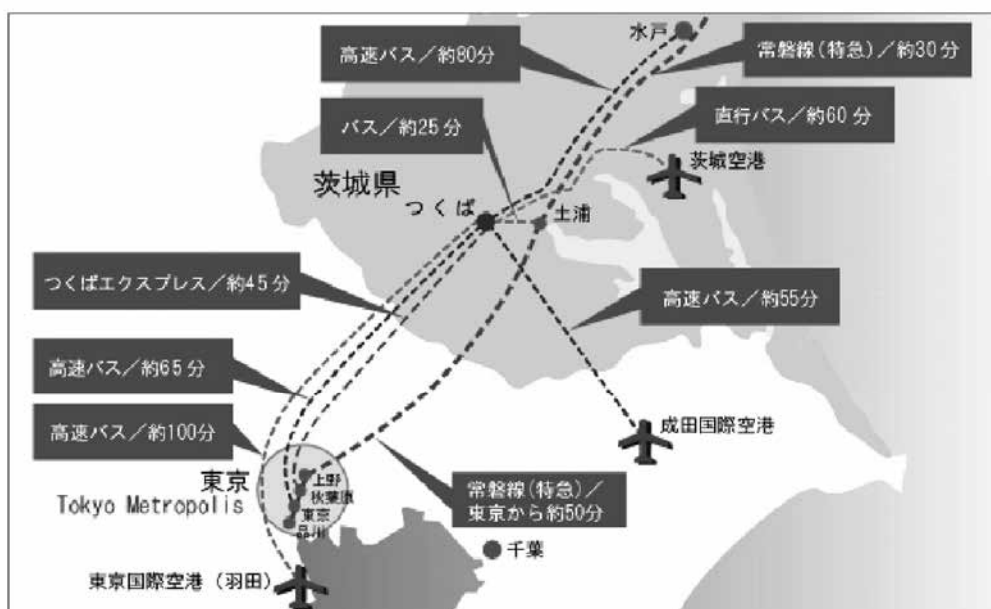 水戸
高速バス／約80分
常磐線(特急)／約30分
バス／約25分
直行バス／約60分
茨城空港
茨城県
つくば
土浦
つくばエクスプレス／約45分
高速バス／約55分
高速バス／約65分
高速バス／約100分
成田国際空港
東京
Tokyo Metropolis
上野
秋葉原
東京
品川
常磐線(特急)／
東京から約50分
千葉
東京国際空港（羽田）